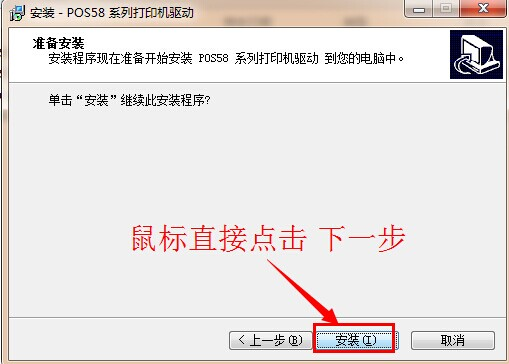 安装 - POS58 系列打印机驱动
准备安装
安装程序现在准备开始安装 POS58 系列打印机驱动 到您的电脑中。
单击“安装”继续此安装程序?
鼠标直接点击 下一步
< 上一步(B)
安装(I)
取消